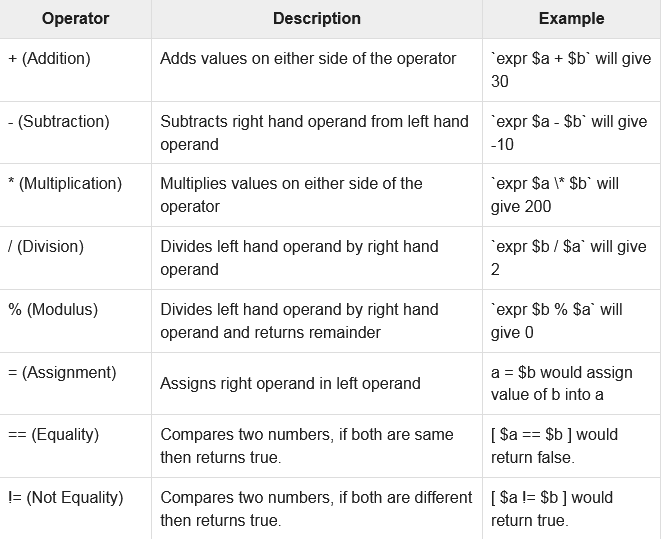 Operator Description Example
+ (Addition) Adds values on either side of the operator `expr $a + $b` will give
30
- (Subtraction) Subtracts right hand operand from left hand `expr $a - $b` will give
operand -10
* (Multiplication) Multiplies values on either side of the `expr $a \* $b` will
operator give 200
/ (Division) Divides left hand operand by right hand `expr $b / $a` will give
operand 2
% (Modulus) Divides left hand operand by right hand `expr $b % $a` will
operand and returns remainder give 0
= (Assignment) Assigns right operand in left operand a = $b would assign
value of b into a
== (Equality) Compares two numbers, if both are same [ $a == $b ] would
then returns true. return false.
!= (Not Equality) Compares two numbers, if both are different [ $a != $b ] would
then returns true. return true.